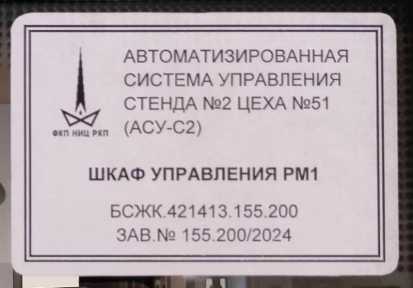 АВТОМАТИЗИРОВАННАЯ
СИСТЕМА УПРАВЛЕНИЯ
СТЕНДА №2 ЦЕХА №51
(АСУ-С2)
ФКП НИЦ РКП
ШКАФ УПРАВЛЕНИЯ РМ1
БСЖК.421413.155.200
ЗАВ.№ 155.200/2024